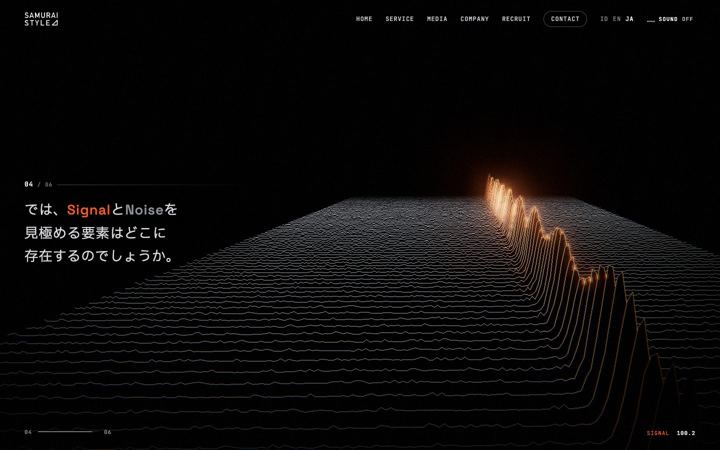 SAMURAI
STYLE
HOME SERVICE MEDIA COMPANY RECRUIT CONTACT ID EN JA SOUND OFF
04 / 06
では、SignalとNoiseを
見極める要素はどこに
存在するのでしょうか。
04 06
SIGNAL 100.2